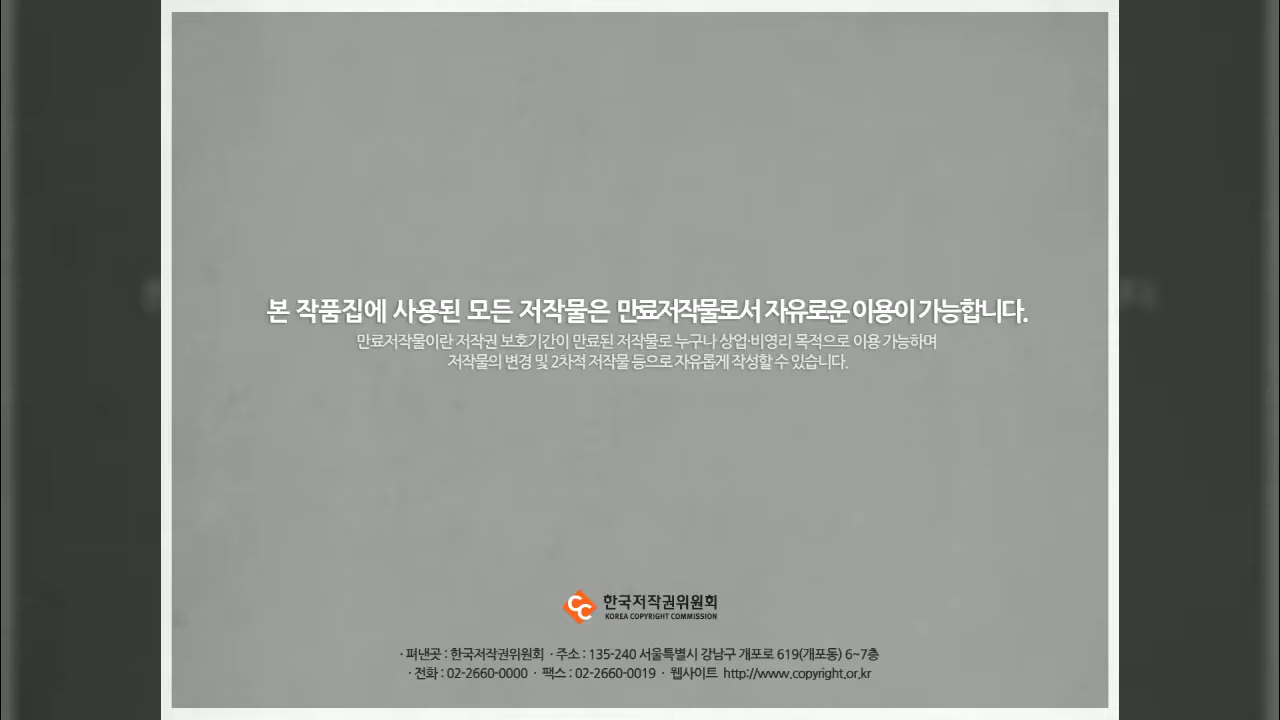 본 작품집에 사용된 모든 저작물은 만료저작물로서 자유로운 이용이 가능합니다.
만료저작물이란 저작권 보호기간이 만료된 저작물로 누구나 상업·비영리 목적으로 이용 가능하며
저작물의 변경 및 2차적 저작물 등으로 자유롭게 작성할 수 있습니다.
CC 한국저작권위원회
KOREA COPYRIGHT COMMISSION
· 펴낸곳 : 한국저작권위원회 · 주소 : 135-240 서울특별시 강남구 개포로 619(개포동) 6~7층
· 전화 : 02-2660-0000 · 팩스 : 02-2660-0019 · 웹사이트 http://www.copyright.or.kr